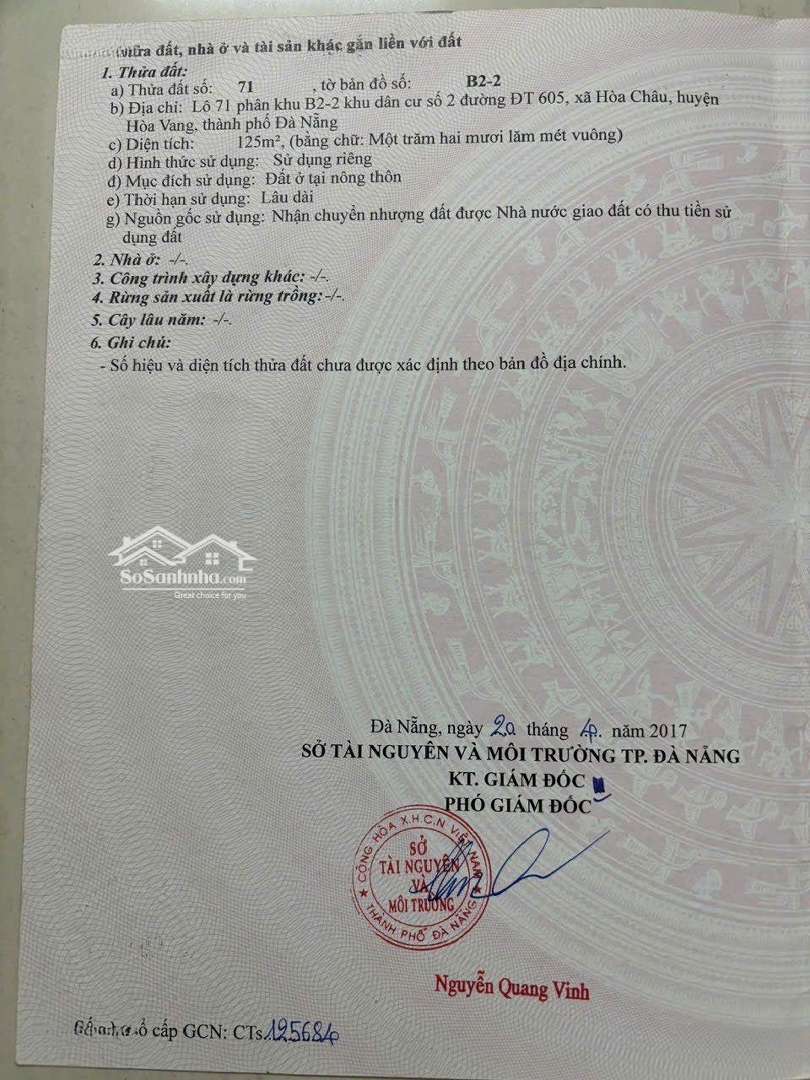 thửa đất, nhà ở và tài sản khác gắn liền với đất
1. Thửa đất:
a) Thửa đất số: 71 , tờ bản đồ số: B2-2
b) Địa chỉ: Lô 71 phân khu B2-2 khu dân cư số 2 đường ĐT 605, xã Hòa Châu, huyện
Hòa Vang, thành phố Đà Nẵng
c) Diện tích: 125m², (bằng chữ: Một trăm hai mươi lăm mét vuông)
d) Hình thức sử dụng: Sử dụng riêng
đ) Mục đích sử dụng: Đất ở tại nông thôn
e) Thời hạn sử dụng: Lâu dài
g) Nguồn gốc sử dụng: Nhận chuyển nhượng đất được Nhà nước giao đất có thu tiền sử
dụng đất
2. Nhà ở: -/-.
3. Công trình xây dựng khác: -/-.
4. Rừng sản xuất là rừng trồng: -/-.
5. Cây lâu năm: -/-.
6. Ghi chú:
- Số hiệu và diện tích thửa đất chưa được xác định theo bản đồ địa chính.
SoSanhnha.com
Great choice for you
Đà Nẵng, ngày 20 tháng 4. năm 2017
SỞ TÀI NGUYÊN VÀ MÔI TRƯỜNG TP. ĐÀ NẴNG
KT. GIÁM ĐỐC
PHÓ GIÁM ĐỐC
CỘNG HÒA X.H.C.N VIỆT NAM
SỞ
TÀI NGUYÊN
VÀ
MÔI TRƯỜNG
THÀNH PHỐ ĐÀ NẴNG
Nguyễn Quang Vinh
sổ cấp GCN: CTs.125684